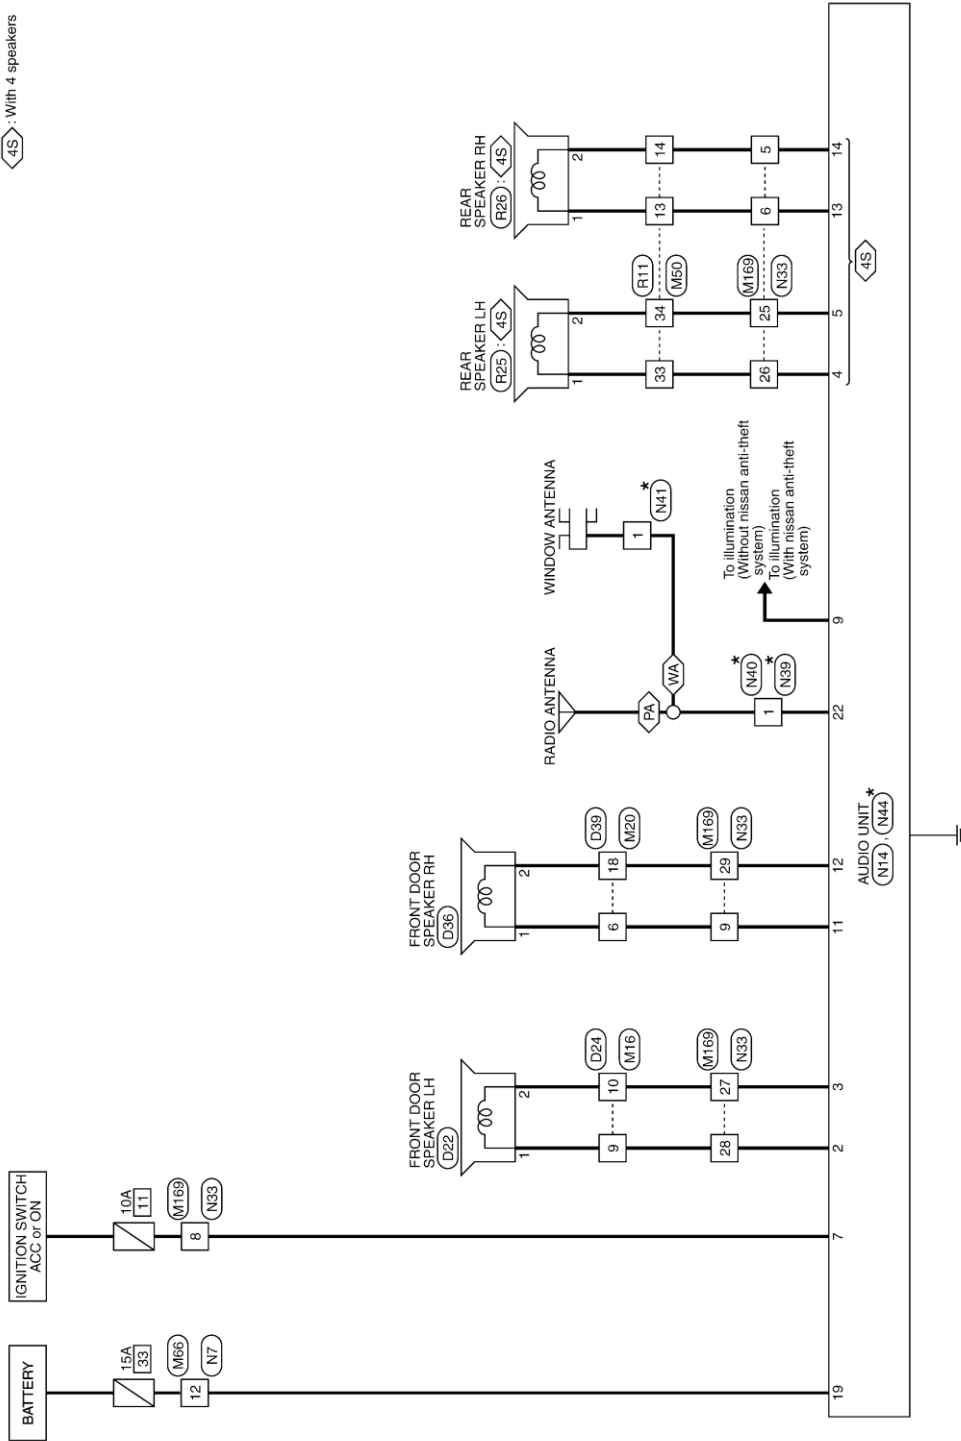 4S : With 4 speakers
BATTERY
15A
33
12
M66
N7
19
IGNITION SWITCH
ACC or ON
10A
11
8
M169
N33
7
FRONT DOOR
SPEAKER LH
D22
1
2
9
10
D24
M16
28
27
M169
N33
2
3
FRONT DOOR
SPEAKER RH
D36
1
2
6
18
D39
M20
9
29
M169
N33
11
12
RADIO ANTENNA
PA
WA
1
N40 *
N39 *
22
WINDOW ANTENNA
1
N41 *
To illumination
(Without nissan anti-theft
system)
To illumination
(With nissan anti-theft
system)
9
REAR
SPEAKER LH
R25 : 4S
1
2
33
34
R11
M50
26
25
M169
N33
4
5
REAR
SPEAKER RH
R26 : 4S
1
2
13
14
6
5
13
14
4S
AUDIO UNIT
N14 , N44 *